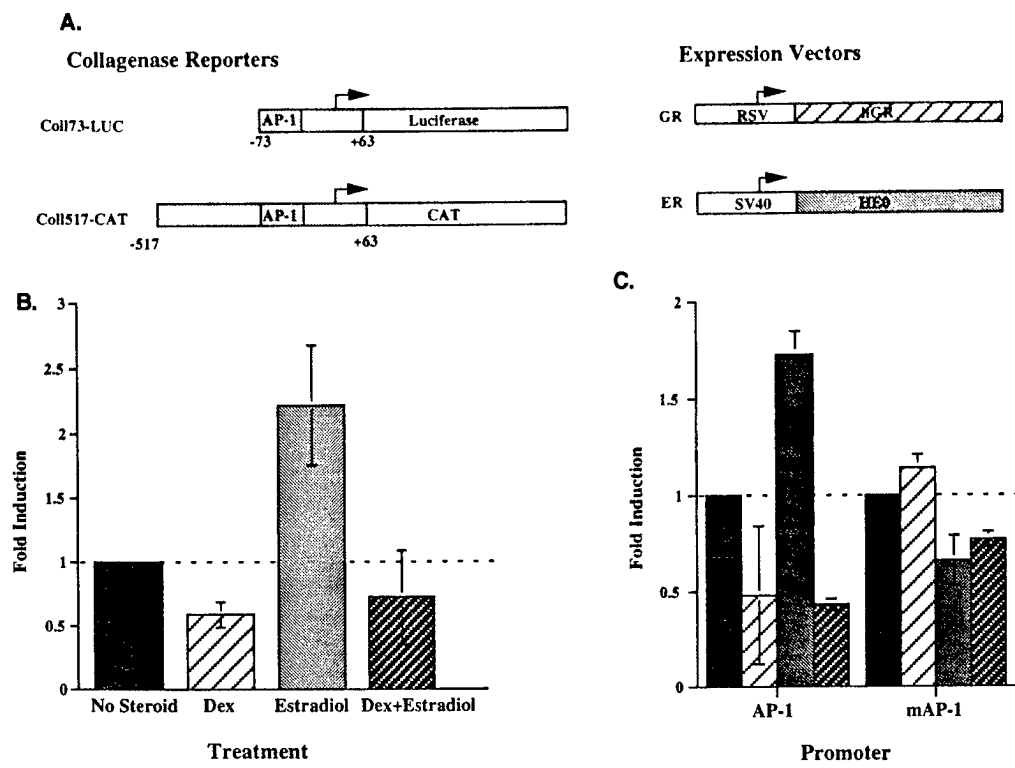 A.
Collagenase Reporters
Expression Vectors
Coll73-LUC
AP-1
Luciferase
-73
+63
GR
RSV
hGR
Coll517-CAT
AP-1
CAT
-517
+63
ER
SV40
HE0
B.
Fold Induction
3
2.5
2
1.5
1
0.5
0
No Steroid
Dex
Estradiol
Dex+Estradiol
Treatment
C.
Fold Induction
2
1.5
1
0.5
0
AP-1
mAP-1
Promoter